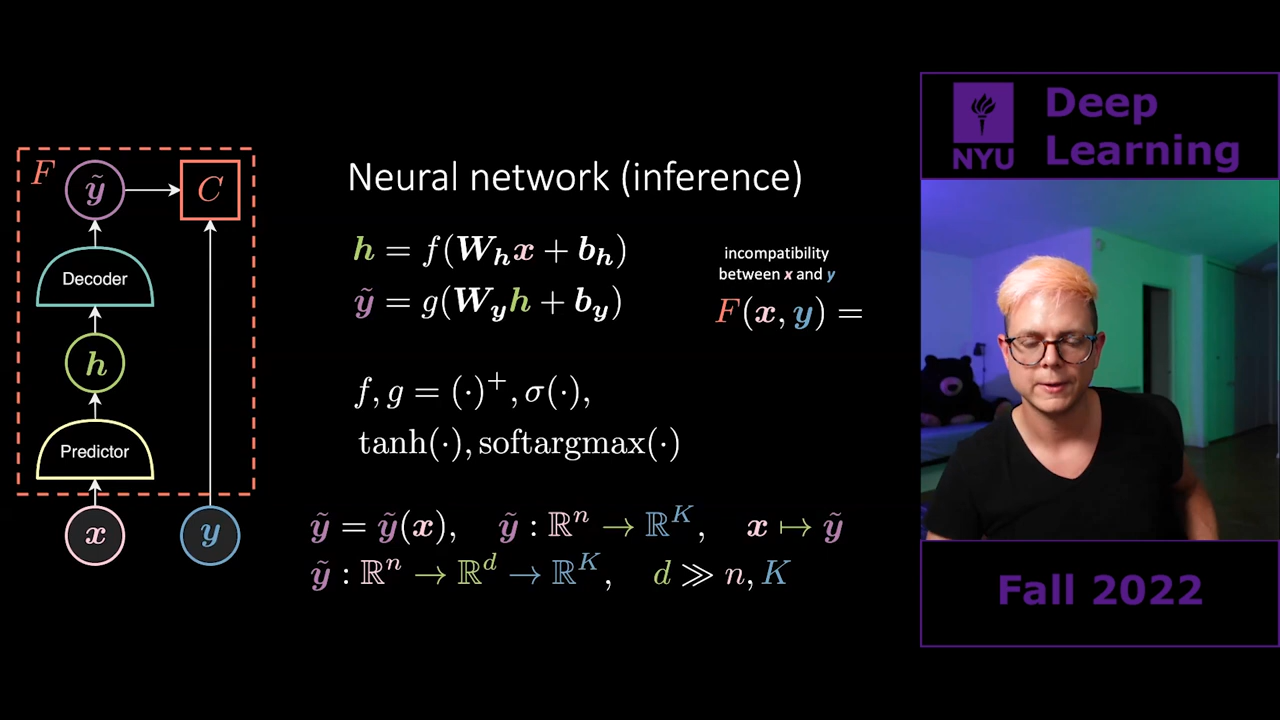 F
ỹ
C
Decoder
h
Predictor
x
y
Neural network (inference)
h = f(W_h x + b_h)
ỹ = g(W_y h + b_y)
incompatibility
between x and y
F(x, y) =
f, g = (·)⁺, σ(·),
tanh(·), softargmax(·)
ỹ = ỹ(x), ỹ : ℝⁿ → ℝᴷ, x ↦ ỹ
ỹ : ℝⁿ → ℝᵈ → ℝᴷ, d ≫ n, K
NYU
Deep
Learning
Fall 2022